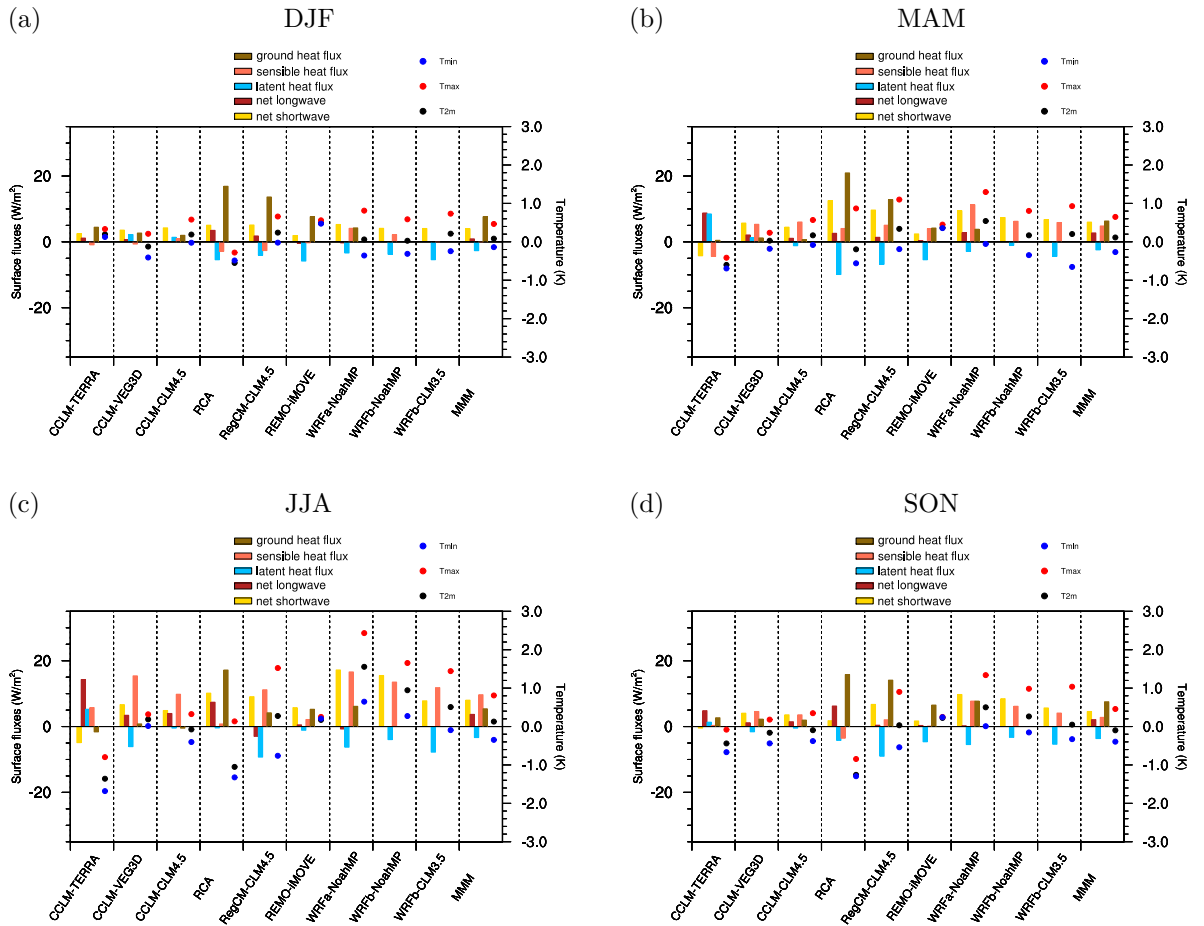 (a) DJF
ground heat flux
sensible heat flux
latent heat flux
net longwave
net shortwave
Tmin
Tmax
T2m
Surface fluxes (W/m²)
20
0
-20
3.0
2.0
1.0
0.0
-1.0
-2.0
-3.0
Temperature (K)
CCLM-TERRA
CCLM-VEG3D
CCLM-CLM4.5
RCA
RegCM-CLM4.5
REMO-iMOVE
WRFa-NoahMP
WRFb-NoahMP
WRFb-CLM3.5
MMM
(b) MAM
ground heat flux
sensible heat flux
latent heat flux
net longwave
net shortwave
Tmin
Tmax
T2m
Surface fluxes (W/m²)
20
0
-20
3.0
2.0
1.0
0.0
-1.0
-2.0
-3.0
Temperature (K)
CCLM-TERRA
CCLM-VEG3D
CCLM-CLM4.5
RCA
RegCM-CLM4.5
REMO-iMOVE
WRFa-NoahMP
WRFb-NoahMP
WRFb-CLM3.5
MMM
(c) JJA
ground heat flux
sensible heat flux
latent heat flux
net longwave
net shortwave
Tmin
Tmax
T2m
Surface fluxes (W/m²)
20
0
-20
3.0
2.0
1.0
0.0
-1.0
-2.0
-3.0
Temperature (K)
CCLM-TERRA
CCLM-VEG3D
CCLM-CLM4.5
RCA
RegCM-CLM4.5
REMO-iMOVE
WRFa-NoahMP
WRFb-NoahMP
WRFb-CLM3.5
MMM
(d) SON
ground heat flux
sensible heat flux
latent heat flux
net longwave
net shortwave
Tmin
Tmax
T2m
Surface fluxes (W/m²)
20
0
-20
3.0
2.0
1.0
0.0
-1.0
-2.0
-3.0
Temperature (K)
CCLM-TERRA
CCLM-VEG3D
CCLM-CLM4.5
RCA
RegCM-CLM4.5
REMO-iMOVE
WRFa-NoahMP
WRFb-NoahMP
WRFb-CLM3.5
MMM